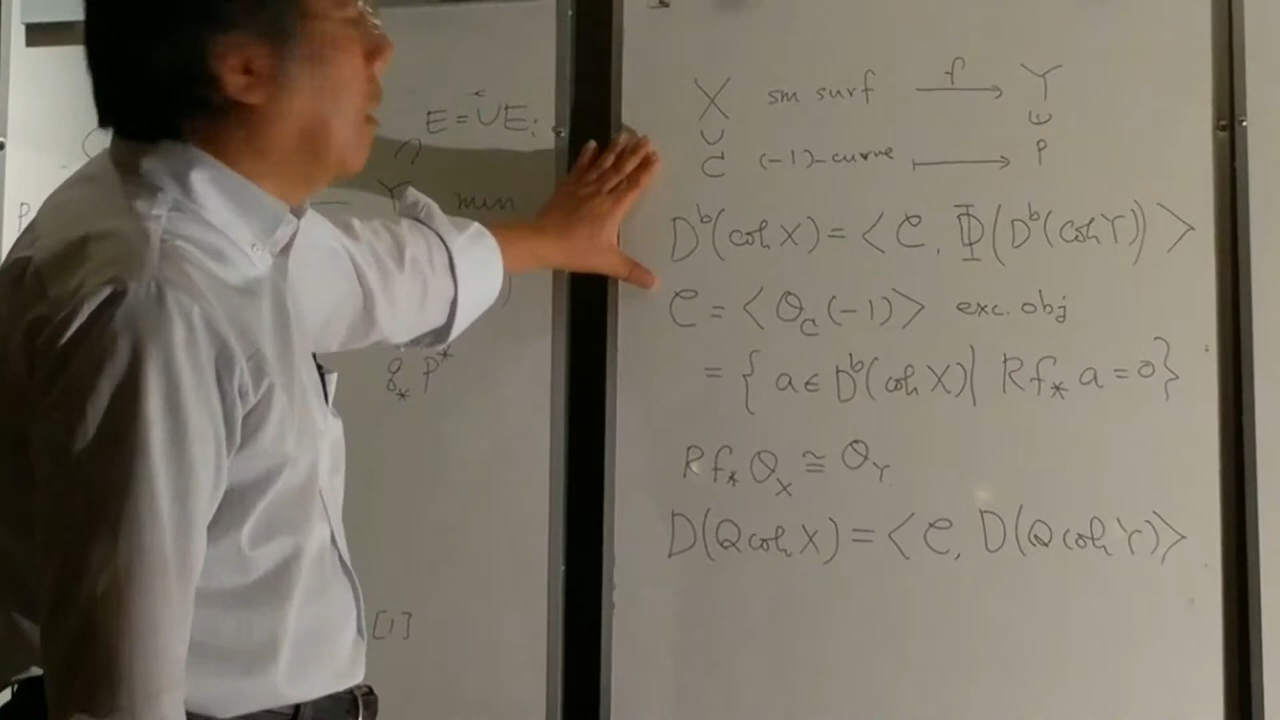 E = ∪E_i
∩
Y min
g_* p^*
[1]
X sm surf —f→ Y
∪ ∪
C (-1)-curve ⟼ P
D^b(coh X) = <𝒞, Φ(D^b(coh Y))>
𝒞 = <O_C(-1)> exc. obj
= { a ∈ D^b(coh X) | Rf_* a = 0 }
Rf_* O_X ≅ O_Y
D(Qcoh X) = <𝒞, D(Qcoh Y)>